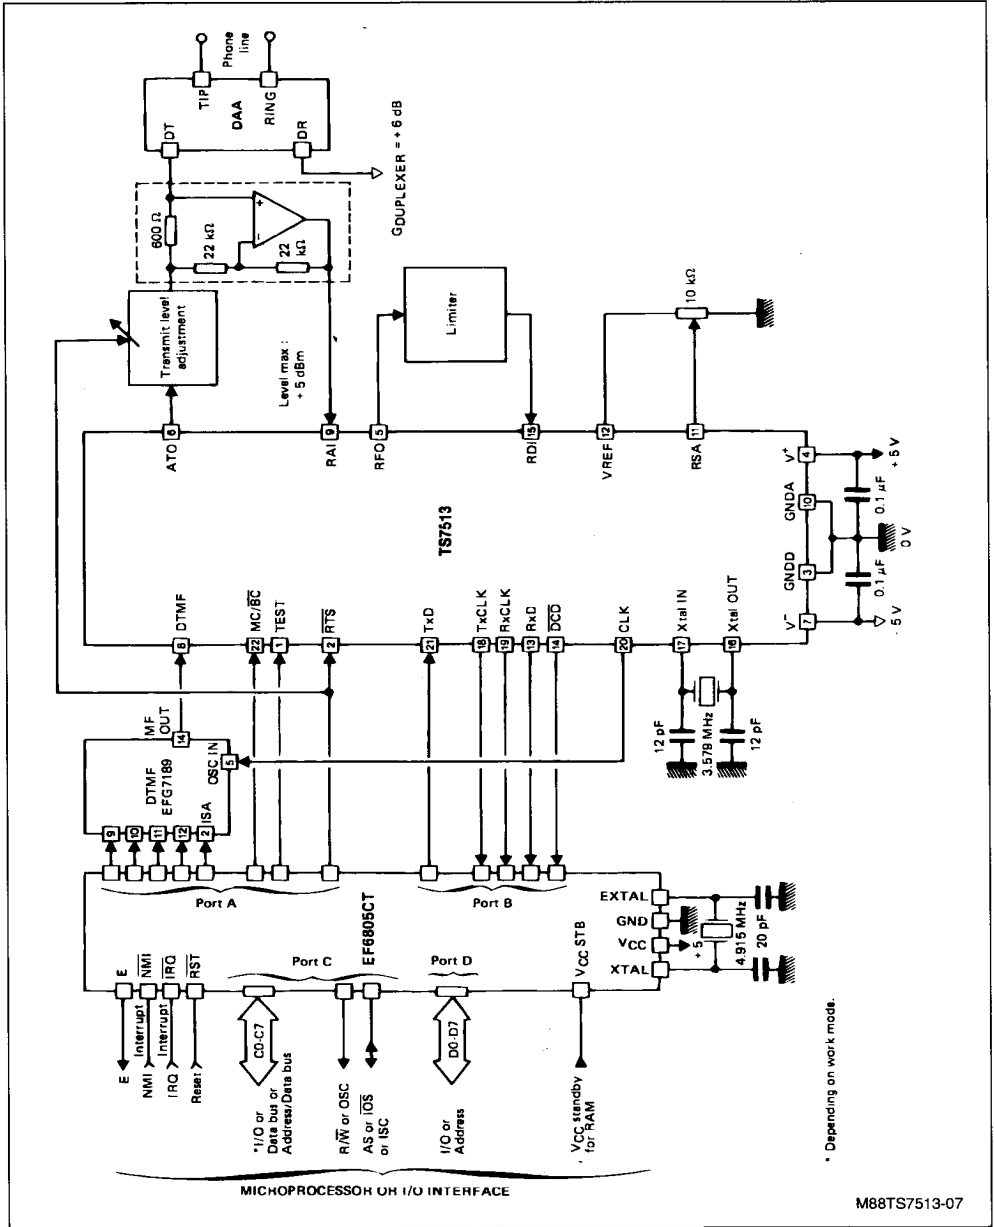 Phone
line
TIP
RING
DAA
DT
DR
GDUPLEXER = + 6 dB
600 Ω
22 kΩ
22
kΩ
+
-
Transmit level
adjustment
Level max :
+ 5 dBm
Limiter
10 kΩ
ATO
6
RAI
9
RFO
5
RDI
15
VREF
12
RSA
11
TS7513
V+
4
GNDA
10
GNDD
3
V-
7
+ 5 V
0.1 µF
0 V
0.1 µF
5 V
DTMF
8
MC/BC
22
TEST
1
RTS
2
TxD
21
TxCLK
18
RxCLK
19
RxD
13
DCD
14
CLK
20
Xtal IN
17
Xtal OUT
16
12 pF
3.579 MHz
12 pF
MF
OUT
14
DTMF
EFG7189
OSC IN
5
9
10
11
12
2
ISA
Port A
Port B
EXTAL
GND
VCC
XTAL
+ 5
4.915 MHz
20 pF
E
NMI
IRQ
RST
Port C
EF6805CT
Port D
VCC STB
Interrupt
Interrupt
E
NMI
IRQ
Reset
C0-C7
D0-D7
*I/O or
Data bus or
Address/Data bus
R/W or OSC
AS or IOS
or ISC
I/O or
Address
VCC standby
for RAM
MICROPROCESSOR OR I/O INTERFACE
* Depending on work mode.
M88TS7513-07